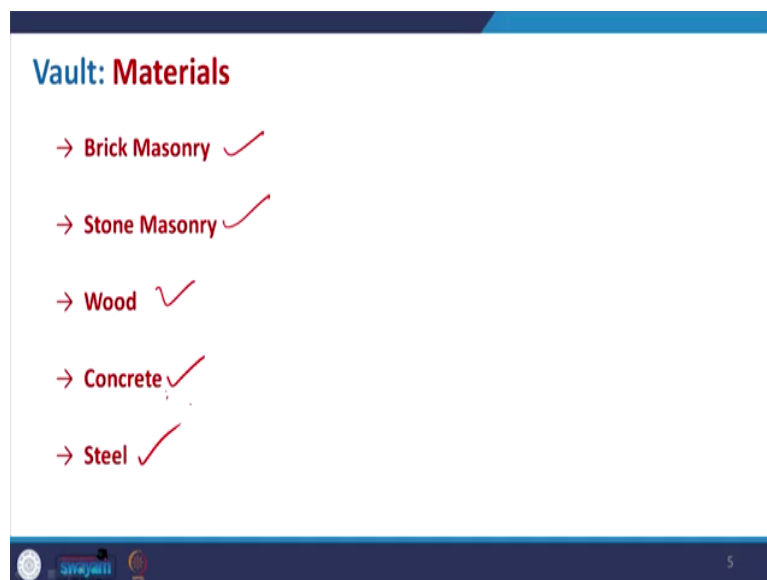 Vault: Materials
→ Brick Masonry
→ Stone Masonry
→ Wood
→ Concrete
→ Steel
swayam
5